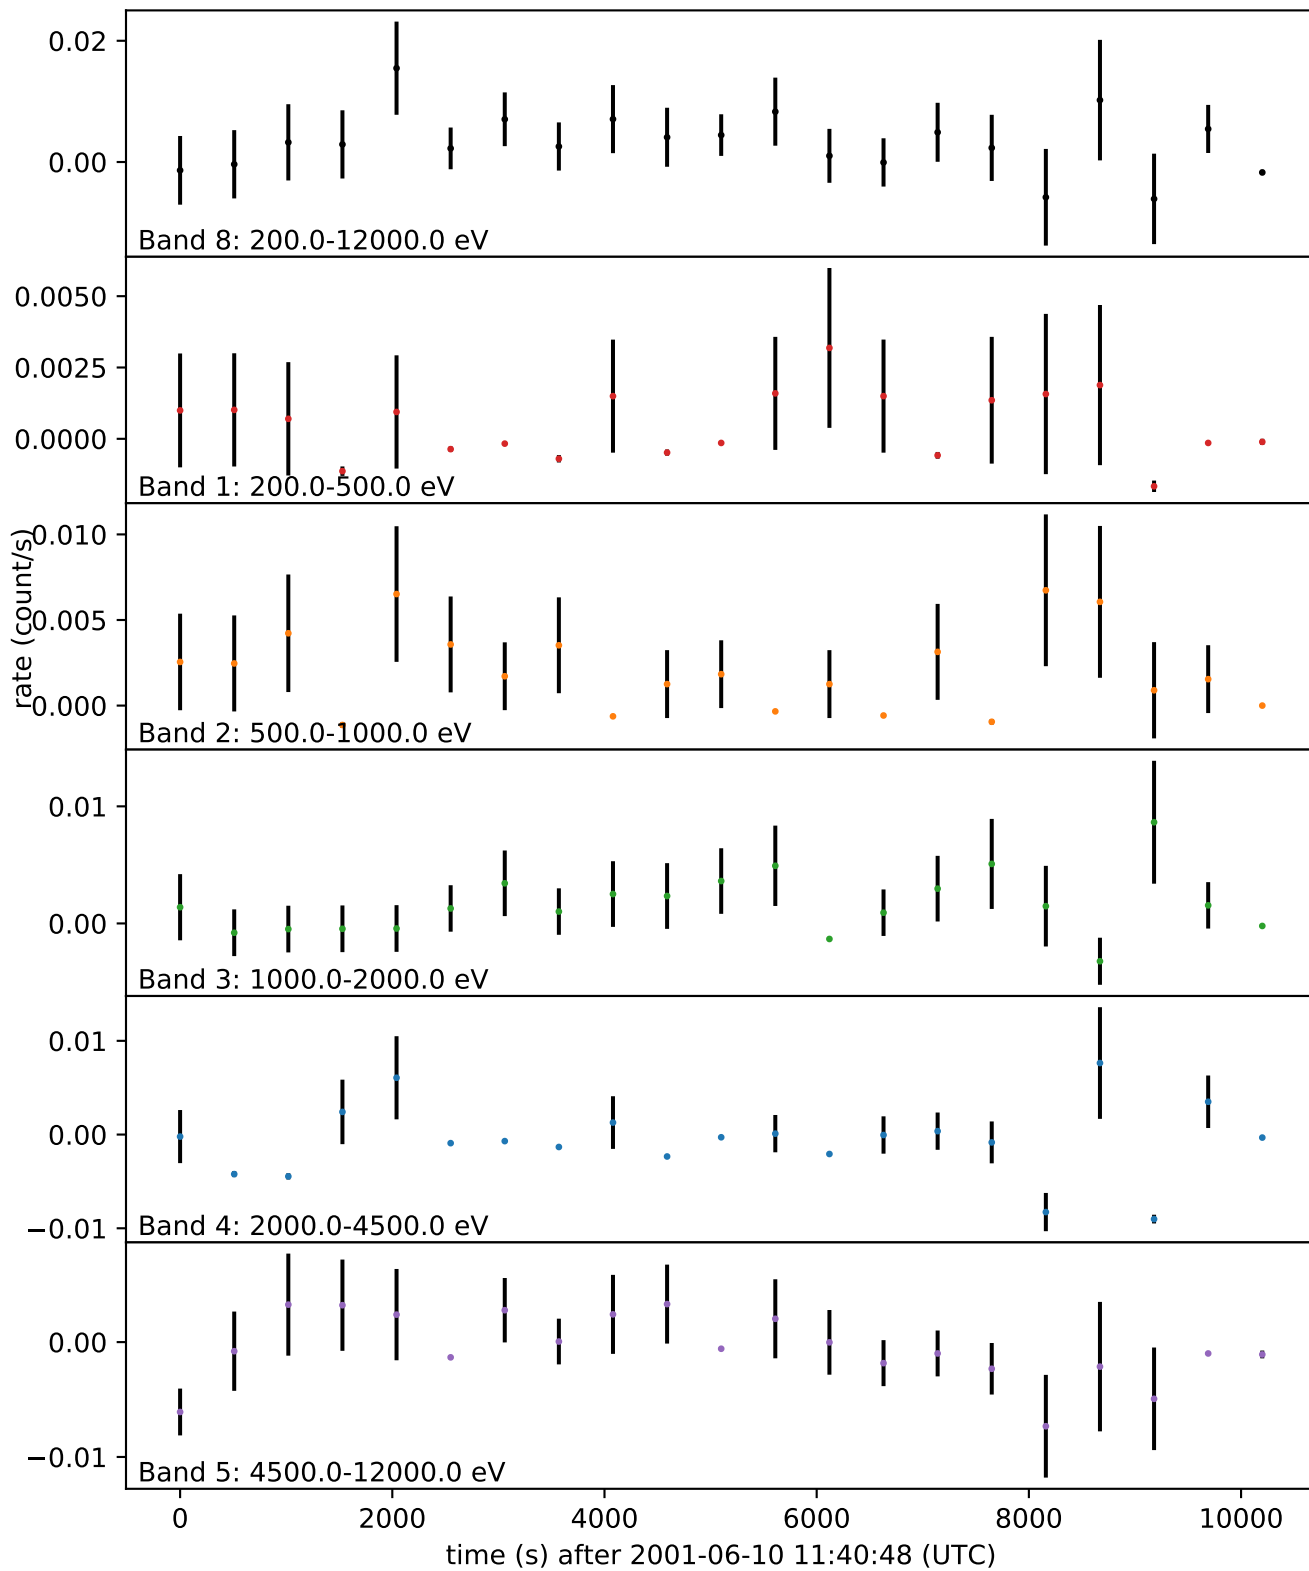 0.02
0.00
Band 8: 200.0-12000.0 eV
0.0050
0.0025
0.0000
Band 1: 200.0-500.0 eV
rate (count/s)
0.010
0.005
0.000
Band 2: 500.0-1000.0 eV
0.01
0.00
Band 3: 1000.0-2000.0 eV
0.01
0.00
−0.01
Band 4: 2000.0-4500.0 eV
0.00
−0.01
Band 5: 4500.0-12000.0 eV
0 2000 4000 6000 8000 10000
time (s) after 2001-06-10 11:40:48 (UTC)